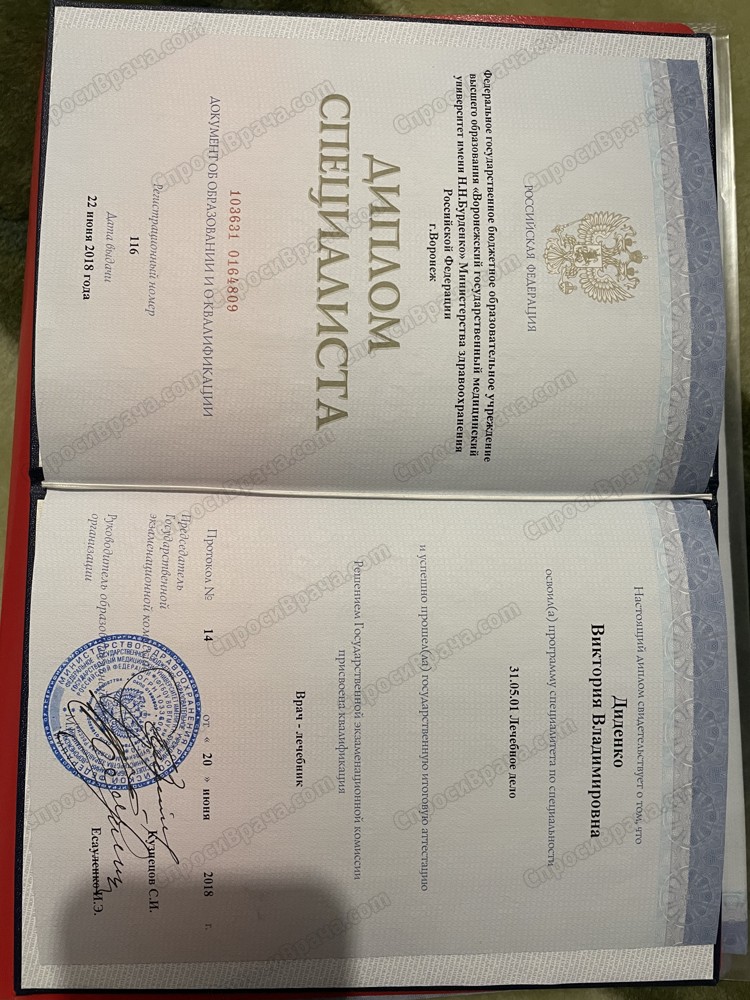 РОССИЙСКАЯ ФЕДЕРАЦИЯ
Федеральное государственное бюджетное образовательное учреждение
высшего образования «Воронежский государственный медицинский
университет имени Н.Н.Бурденко» Министерства здравоохранения
Российской Федерации
г.Воронеж
ДИПЛОМ
СПЕЦИАЛИСТА
103631 0164809
ДОКУМЕНТ ОБ ОБРАЗОВАНИИ И О КВАЛИФИКАЦИИ
Регистрационный номер
116
Дата выдачи
22 июня 2018 года
Настоящий диплом свидетельствует о том, что
Диденко
Виктория Владимировна
освоил(а) программу специалитета по специальности
31.05.01 Лечебное дело
и успешно прошел(ла) государственную итоговую аттестацию
Решением Государственной экзаменационной комиссии
присвоена квалификация
Врач - лечебник
Протокол № 14 от « 20 » июня 2018 г.
Председатель
Государственной
экзаменационной
Кузнецов С.И.
Руководитель
организации
Есауленко И.Э.
М.П.
МИНИСТЕРСТВО ЗДРАВООХРАНЕНИЯ
СпросиВрача.com